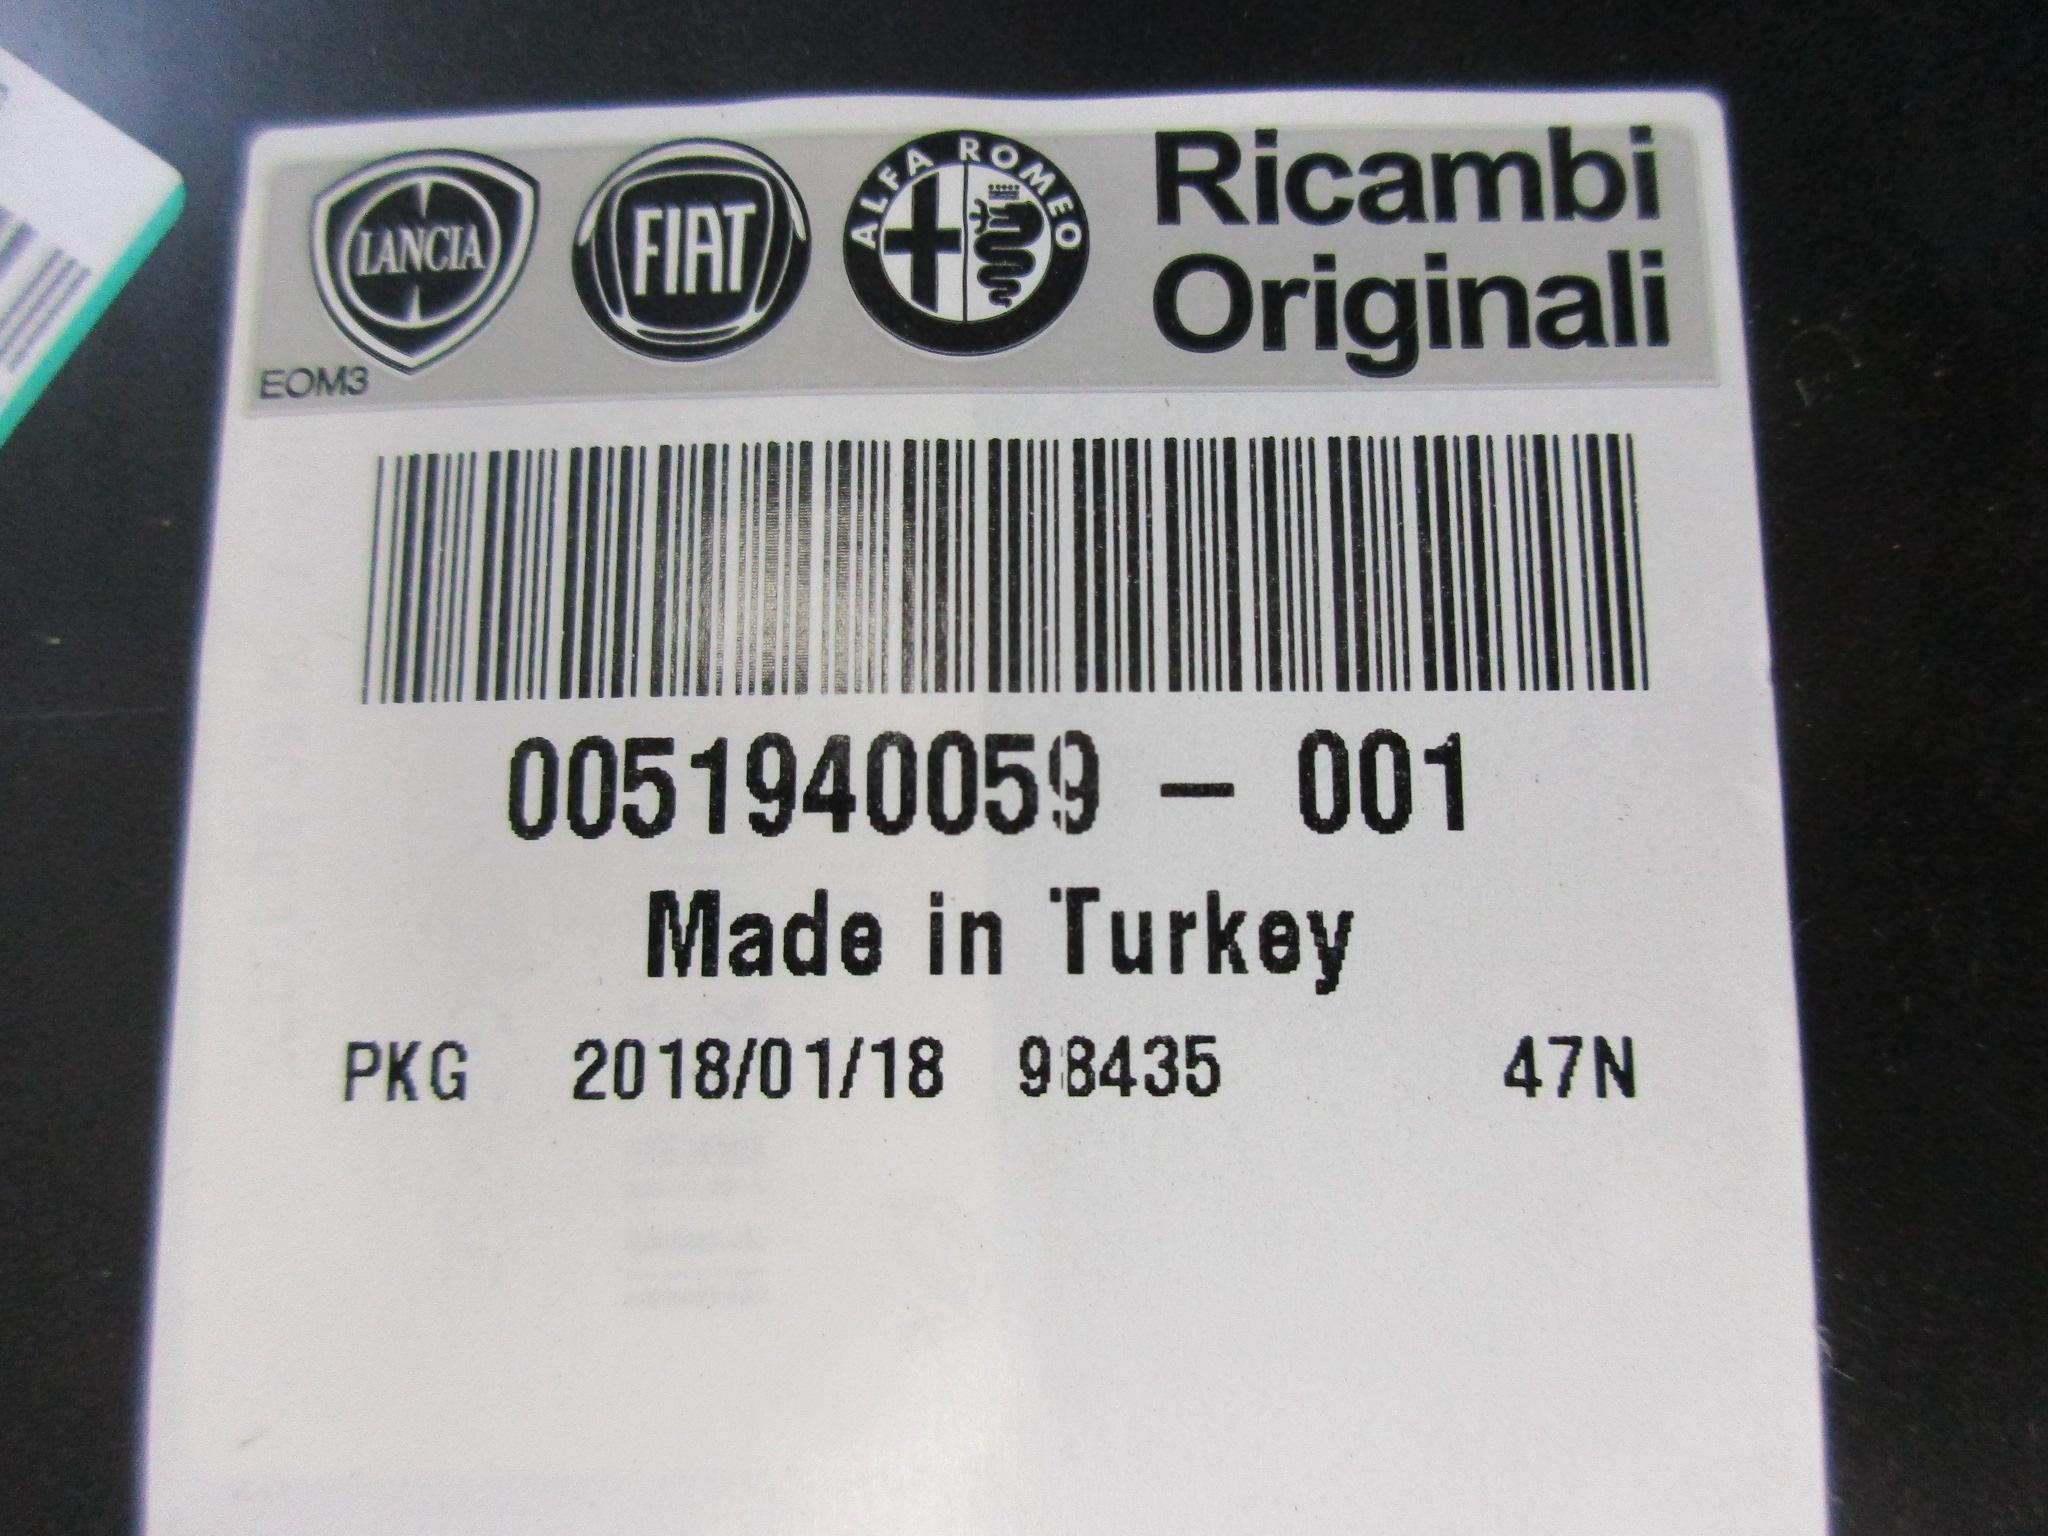 LANCIA FIAT ALFA ROMEO Ricambi
Originali
EOM3
0051940059 – 001
Made in Turkey
PKG 2018/01/18 98435 47N